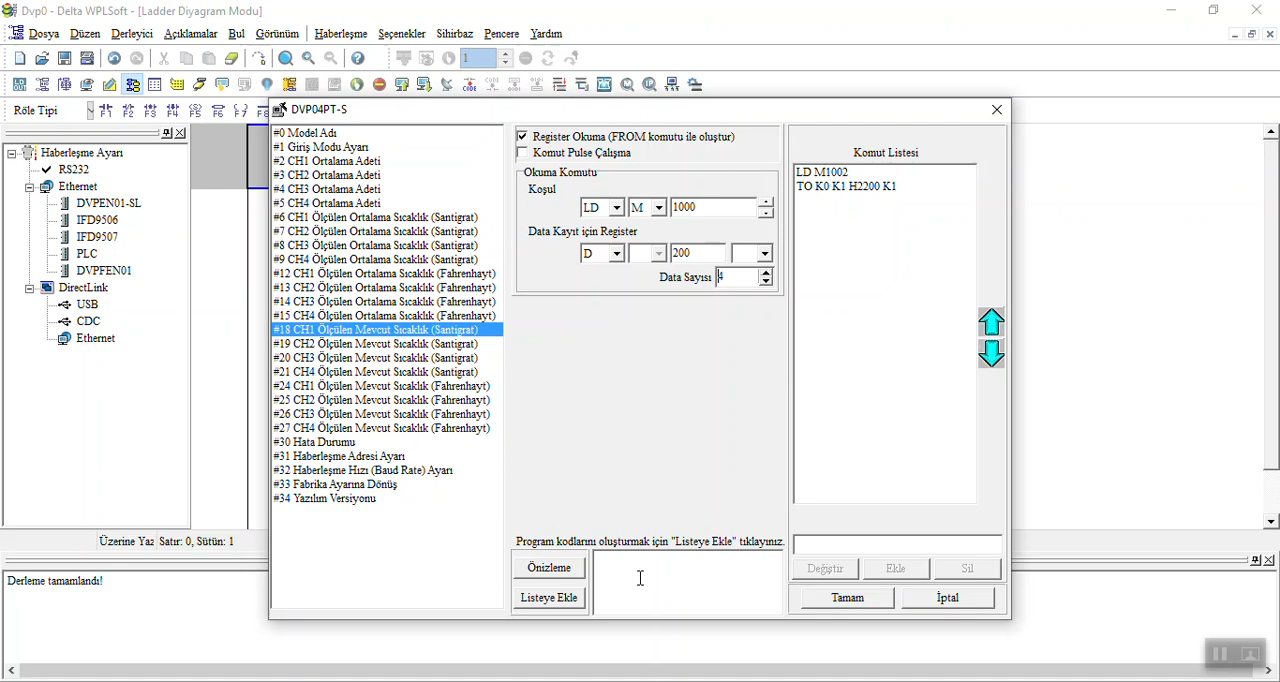 Dvp0 - Delta WPLSoft - [Ladder Diyagram Modu]
Dosya Düzen Derleyici Açıklamalar Bul Görünüm Haberleşme Seçenekler Sihirbaz Pencere Yardım
1
Röle Tipi F1 F2 F3 F4 F5 F6 F7 F8
DVP04PT-S
Haberleşme Ayarı
RS232
Ethernet
DVPEN01-SL
IFD9506
IFD9507
PLC
DVPFEN01
DirectLink
USB
CDC
Ethernet
#0 Model Adı
#1 Giriş Modu Ayarı
#2 CH1 Ortalama Adeti
#3 CH2 Ortalama Adeti
#4 CH3 Ortalama Adeti
#5 CH4 Ortalama Adeti
#6 CH1 Ölçülen Ortalama Sıcaklık (Santigrat)
#7 CH2 Ölçülen Ortalama Sıcaklık (Santigrat)
#8 CH3 Ölçülen Ortalama Sıcaklık (Santigrat)
#9 CH4 Ölçülen Ortalama Sıcaklık (Santigrat)
#12 CH1 Ölçülen Ortalama Sıcaklık (Fahrenhayt)
#13 CH2 Ölçülen Ortalama Sıcaklık (Fahrenhayt)
#14 CH3 Ölçülen Ortalama Sıcaklık (Fahrenhayt)
#15 CH4 Ölçülen Ortalama Sıcaklık (Fahrenhayt)
#18 CH1 Ölçülen Mevcut Sıcaklık (Santigrat)
#19 CH2 Ölçülen Mevcut Sıcaklık (Santigrat)
#20 CH3 Ölçülen Mevcut Sıcaklık (Santigrat)
#21 CH4 Ölçülen Mevcut Sıcaklık (Santigrat)
#24 CH1 Ölçülen Mevcut Sıcaklık (Fahrenhayt)
#25 CH2 Ölçülen Mevcut Sıcaklık (Fahrenhayt)
#26 CH3 Ölçülen Mevcut Sıcaklık (Fahrenhayt)
#27 CH4 Ölçülen Mevcut Sıcaklık (Fahrenhayt)
#30 Hata Durumu
#31 Haberleşme Adresi Ayarı
#32 Haberleşme Hızı (Baud Rate) Ayarı
#33 Fabrika Ayarına Dönüş
#34 Yazılım Versiyonu
Register Okuma (FROM komutu ile oluştur)
Komut Pulse Çalışma
Okuma Komutu
Koşul
LD M 1000
Data Kayıt için Register
D 200
Data Sayısı 4
Program kodlarını oluşturmak için "Listeye Ekle" tıklayınız.
Önizleme
Listeye Ekle
Komut Listesi
LD M1002
TO K0 K1 H2200 K1
Değiştir Ekle Sil
Tamam İptal
Üzerine Yaz Satır: 0, Sütün: 1
Derleme tamamlandı!